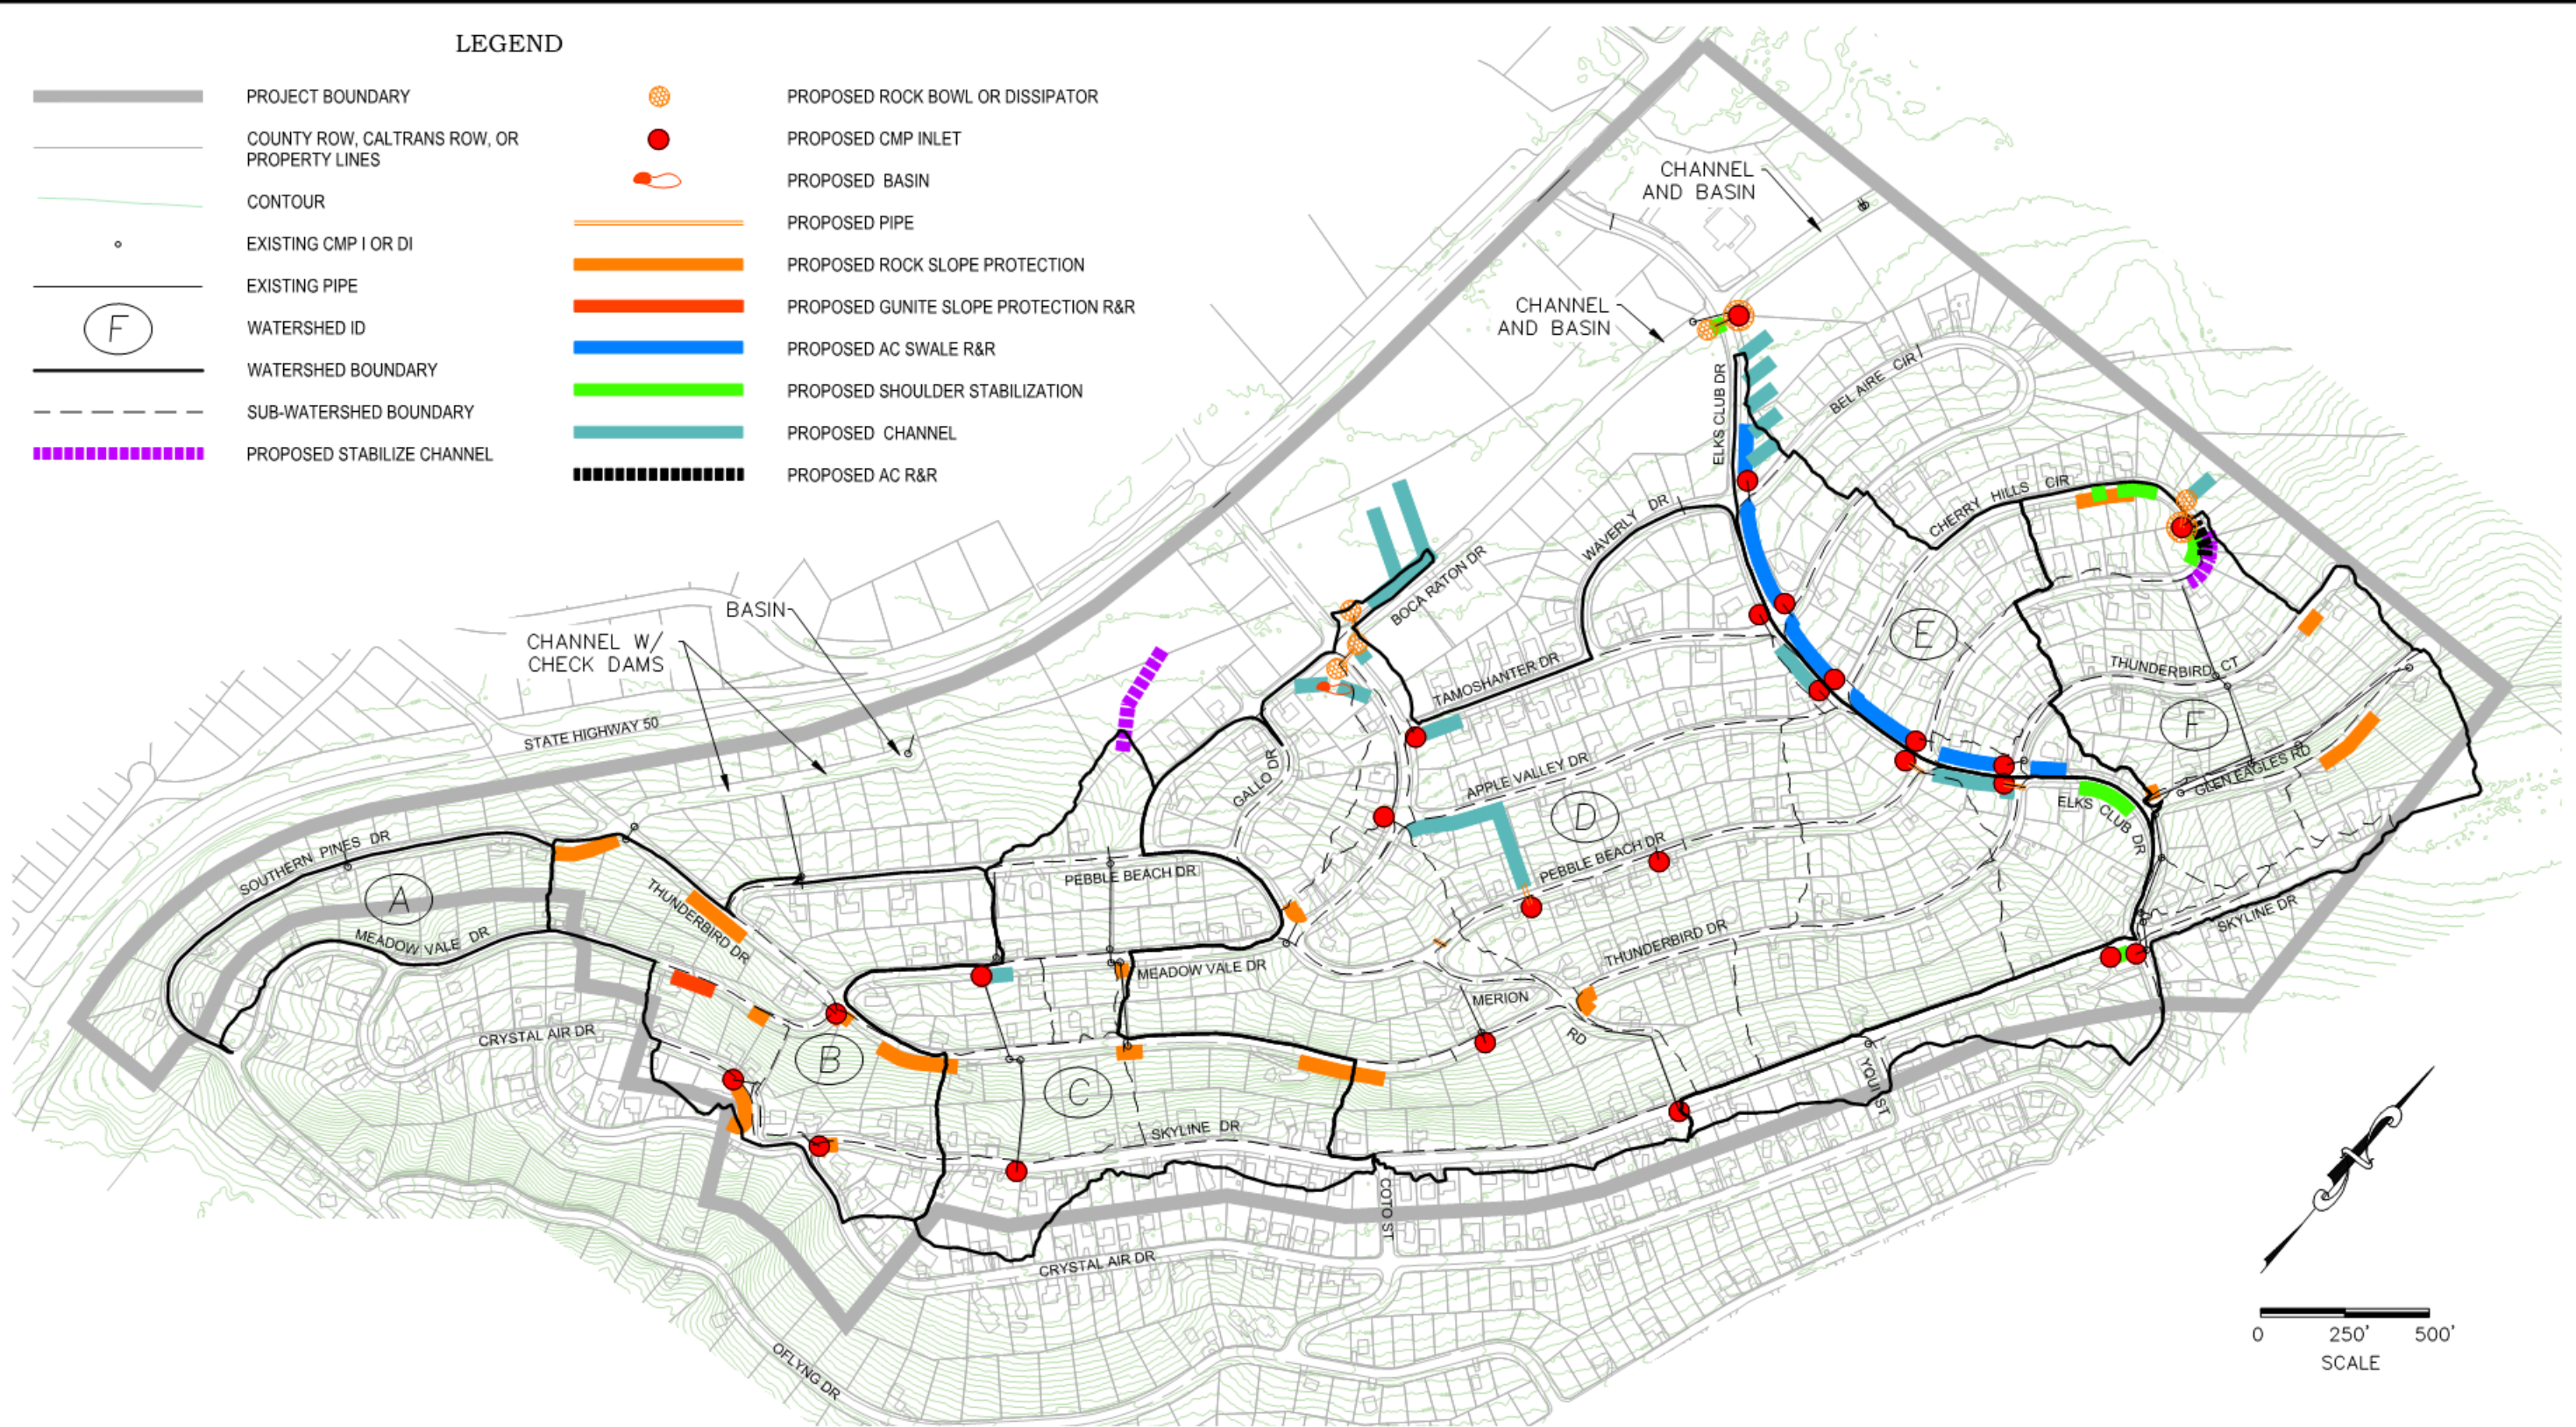 LEGEND
PROJECT BOUNDARY
COUNTY ROW, CALTRANS ROW, OR
PROPERTY LINES
CONTOUR
EXISTING CMP I OR DI
EXISTING PIPE
F
WATERSHED ID
WATERSHED BOUNDARY
SUB-WATERSHED BOUNDARY
PROPOSED STABILIZE CHANNEL
PROPOSED ROCK BOWL OR DISSIPATOR
PROPOSED CMP INLET
PROPOSED BASIN
PROPOSED PIPE
PROPOSED ROCK SLOPE PROTECTION
PROPOSED GUNITE SLOPE PROTECTION R&R
PROPOSED AC SWALE R&R
PROPOSED SHOULDER STABILIZATION
PROPOSED CHANNEL
PROPOSED AC R&R
CHANNEL
AND BASIN
CHANNEL
AND BASIN
ELKS CLUB DR
BEL AIRE CIR
WAVERLY DR
CHERRY HILLS CIR
BOCA RATON DR
BASIN
CHANNEL W/
CHECK DAMS
STATE HIGHWAY 50
TAMOSHANTER DR
E
THUNDERBIRD CT
F
GLEN EAGLES RD
GALLO DR
APPLE VALLEY DR
D
ELKS CLUB DR
SOUTHERN PINES DR
A
PEBBLE BEACH DR
PEBBLE BEACH DR
THUNDERBIRD DR
MEADOW VALE DR
MEADOW VALE DR
THUNDERBIRD DR
SKYLINE DR
MERION
RD
CRYSTAL AIR DR
B
C
YQUI ST
SKYLINE DR
COTO ST
CRYSTAL AIR DR
OFLYNG DR
0 250' 500'
SCALE